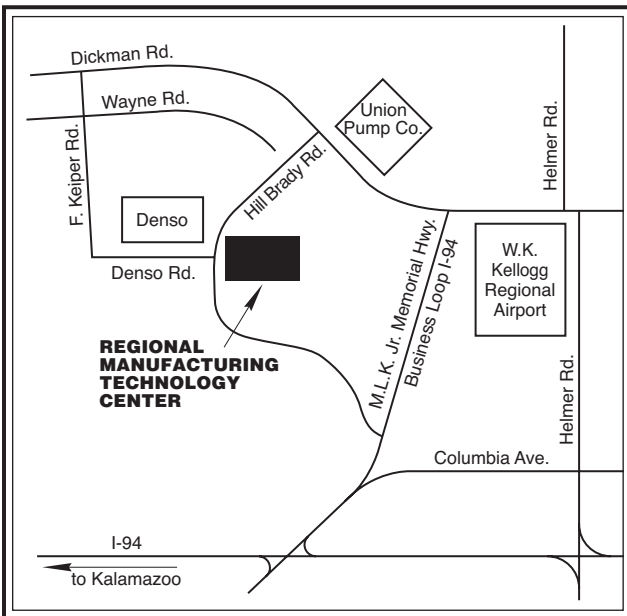 Dickman Rd.
Wayne Rd.
F. Keiper Rd.
Hill Brady Rd.
Union
Pump Co.
Helmer Rd.
Denso
Denso Rd.
REGIONAL
MANUFACTURING
TECHNOLOGY
CENTER
M.L.K. Jr. Memorial Hwy.
Business Loop I-94
W.K.
Kellogg
Regional
Airport
Helmer Rd.
Columbia Ave.
I-94
to Kalamazoo